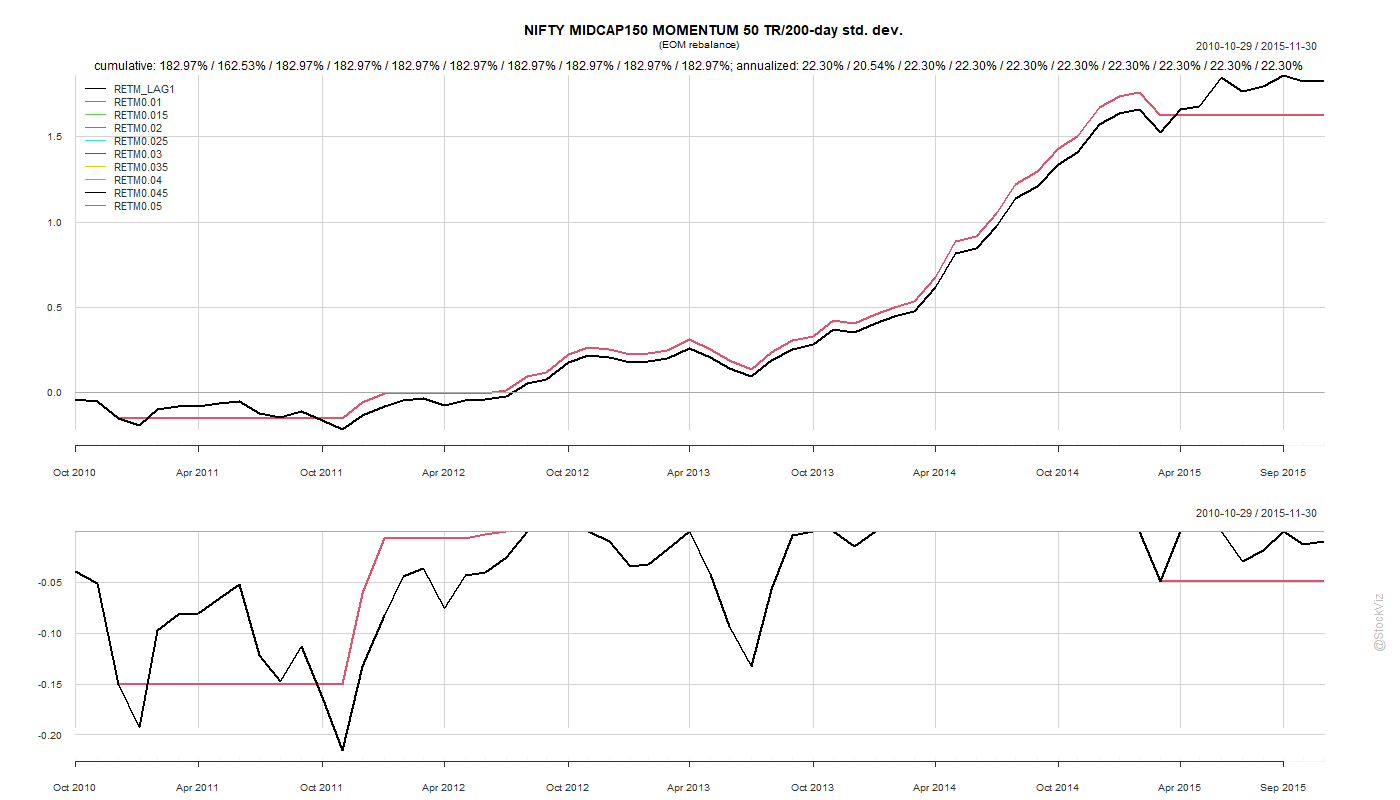 NIFTY MIDCAP150 MOMENTUM 50 TR/200-day std. dev.
(EOM rebalance)
2010-10-29 / 2015-11-30
cumulative: 182.97% / 162.53% / 182.97% / 182.97% / 182.97% / 182.97% / 182.97% / 182.97% / 182.97% / 182.97%; annualized: 22.30% / 20.54% / 22.30% / 22.30% / 22.30% / 22.30% / 22.30% / 22.30% / 22.30% / 22.30%
RETM_LAG1
RETM0.01
RETM0.015
RETM0.02
RETM0.025
RETM0.03
RETM0.035
RETM0.04
RETM0.045
RETM0.05
1.5
1.0
0.5
0.0
Oct 2010 Apr 2011 Oct 2011 Apr 2012 Oct 2012 Apr 2013 Oct 2013 Apr 2014 Oct 2014 Apr 2015 Sep 2015
2010-10-29 / 2015-11-30
-0.05
-0.10
-0.15
-0.20
Oct 2010 Apr 2011 Oct 2011 Apr 2012 Oct 2012 Apr 2013 Oct 2013 Apr 2014 Oct 2014 Apr 2015 Sep 2015
@StockViz